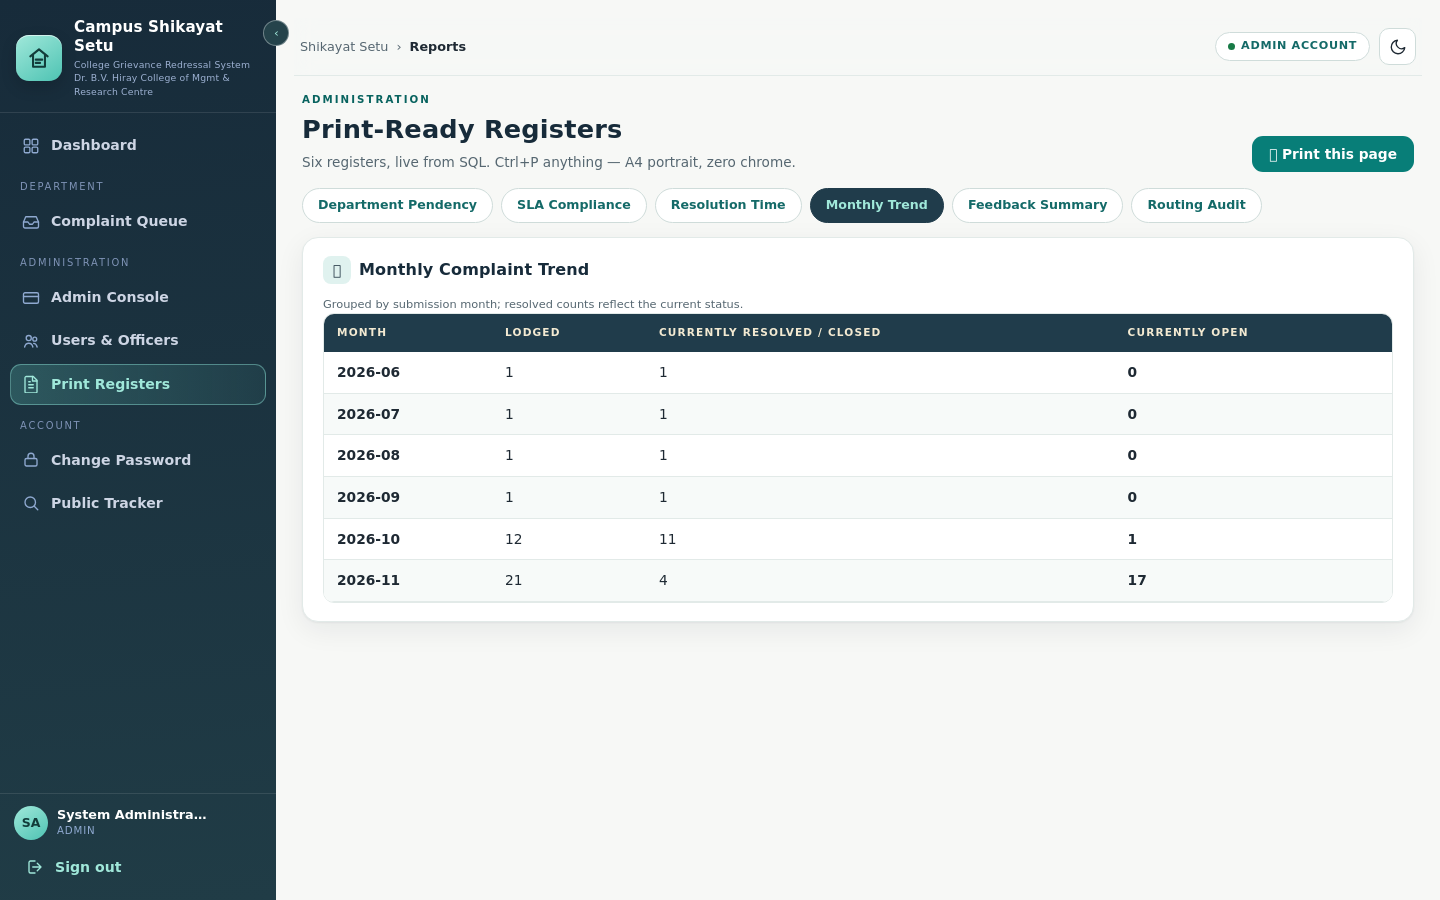 Campus Shikayat
Setu
College Grievance Redressal System
Dr. B.V. Hiray College of Mgmt &
Research Centre
Dashboard
DEPARTMENT
Complaint Queue
ADMINISTRATION
Admin Console
Users & Officers
Print Registers
ACCOUNT
Change Password
Public Tracker
SA
System Administra...
ADMIN
Sign out
Shikayat Setu › Reports
ADMIN ACCOUNT
ADMINISTRATION
Print-Ready Registers
Six registers, live from SQL. Ctrl+P anything — A4 portrait, zero chrome.
Print this page
Department Pendency SLA Compliance Resolution Time Monthly Trend Feedback Summary Routing Audit
Monthly Complaint Trend
Grouped by submission month; resolved counts reflect the current status.
MONTH LODGED CURRENTLY RESOLVED / CLOSED CURRENTLY OPEN
2026-06 1 1 0
2026-07 1 1 0
2026-08 1 1 0
2026-09 1 1 0
2026-10 12 11 1
2026-11 21 4 17